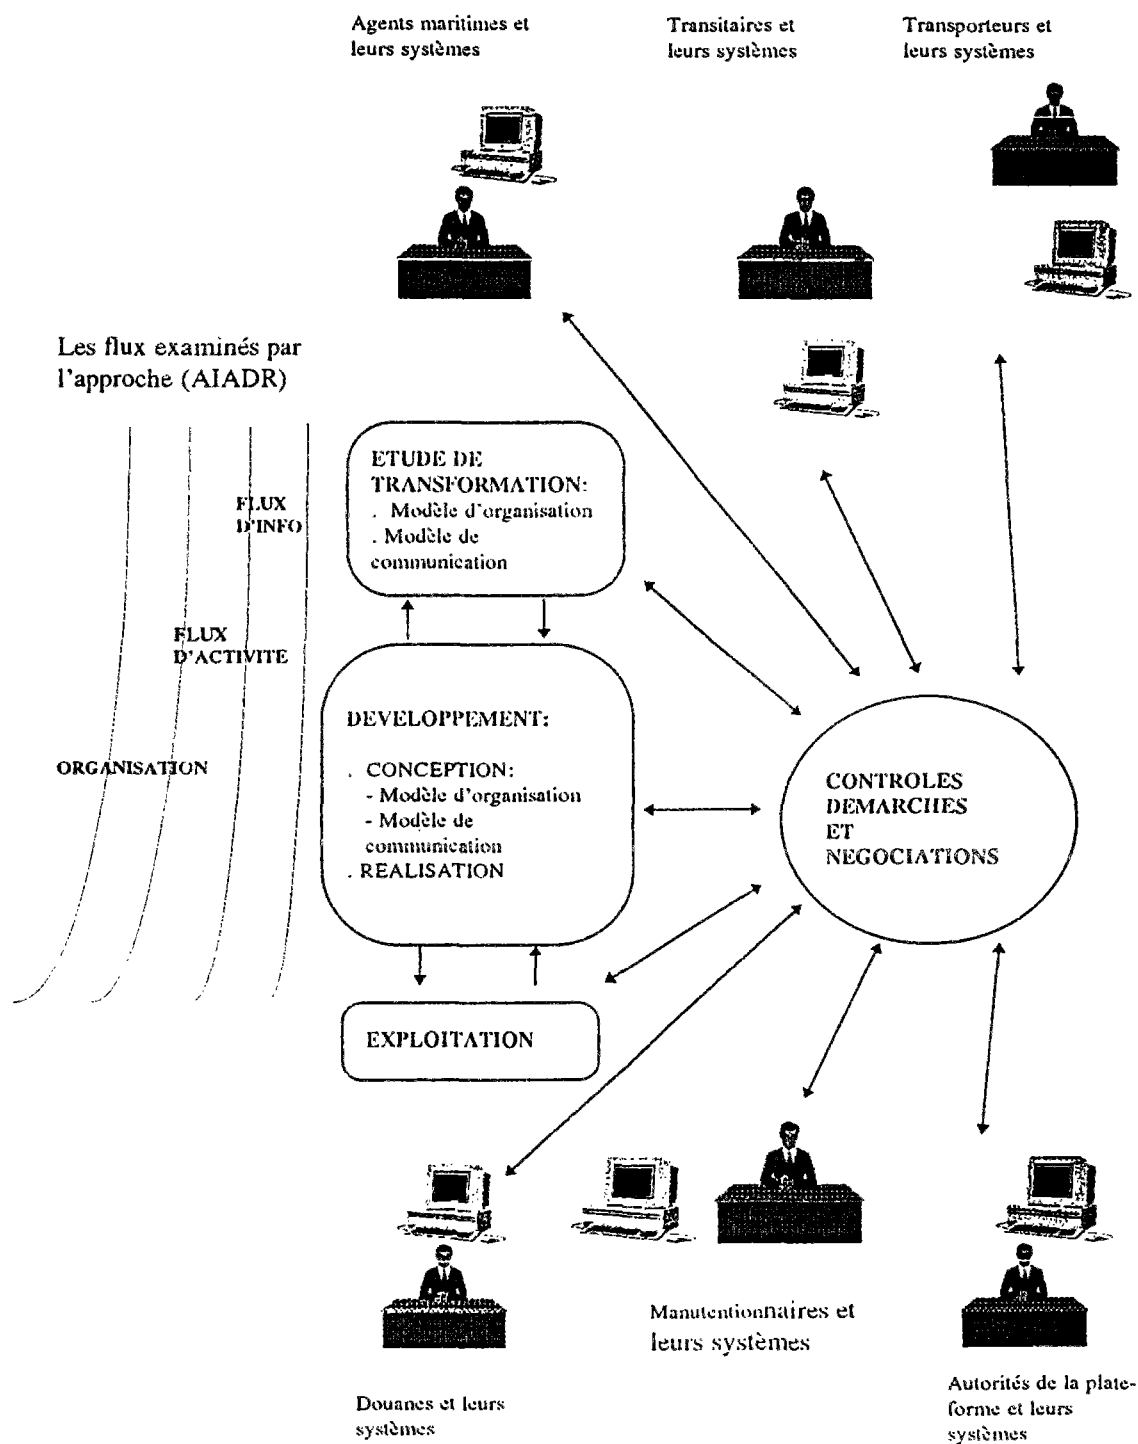 Agents maritimes et
leurs systèmes
Transitaires et
leurs systèmes
Transporteurs et
leurs systèmes
Les flux examinés par
l'approche (AIADR)
FLUX
D'INFO
FLUX
D'ACTIVITE
ORGANISATION
ETUDE DE
TRANSFORMATION:
. Modèle d'organisation
. Modèle de
communication
DEVELOPPEMENT:
. CONCEPTION:
- Modèle d'organisation
- Modèle de
communication
. REALISATION
EXPLOITATION
CONTROLES
DEMARCHES
ET
NEGOCIATIONS
Douanes et leurs
systèmes
Manutentionnaires et
leurs systèmes
Autorités de la plate-
forme et leurs
systèmes